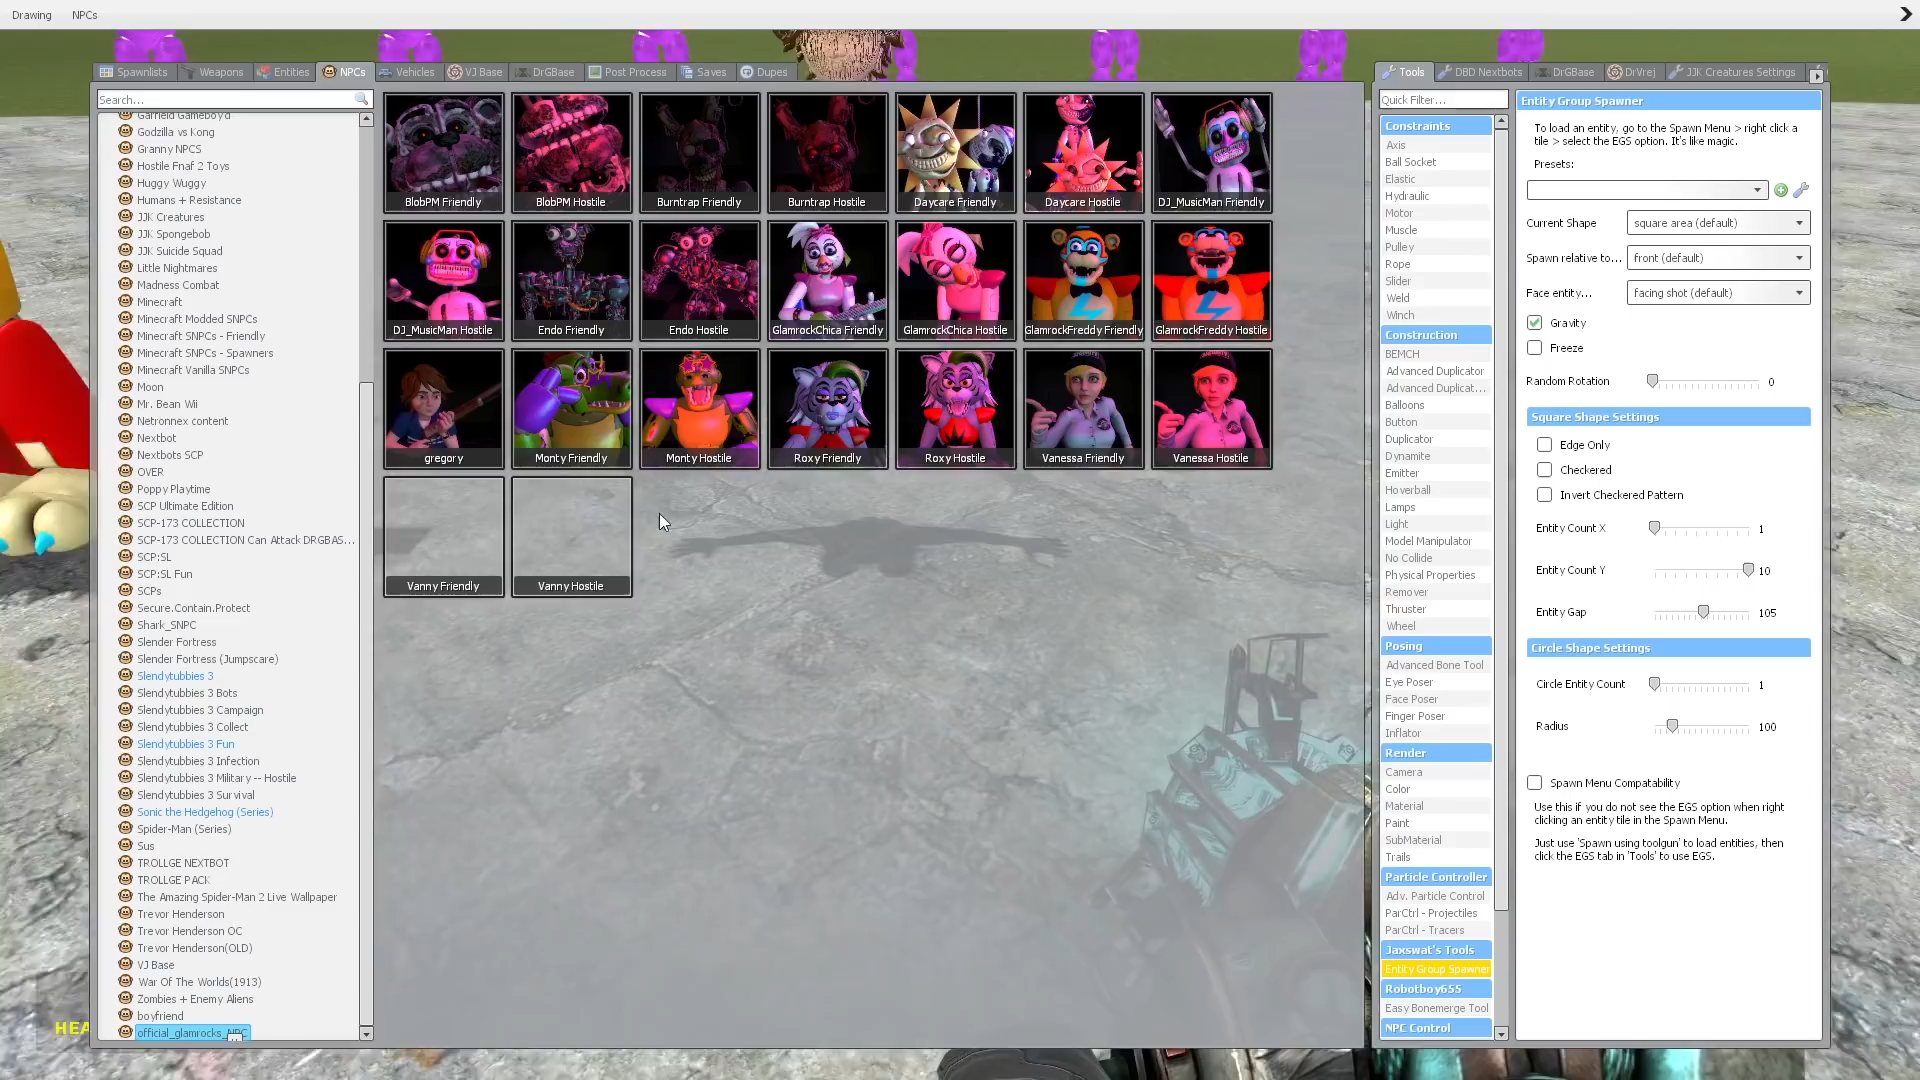 Drawing NPCs
Spawnlists Weapons Entities NPCs Vehicles VJ Base DrGBase Post Process Saves Dupes
Tools DBD Nextbots DrGBase DrVrej JJK Creatures Settings
Search...
Garfield Gameboy'd
Godzilla vs Kong
Granny NPCS
Hostile Fnaf 2 Toys
Huggy Wuggy
Humans + Resistance
JJK Creatures
JJK Spongebob
JJK Suicide Squad
Little Nightmares
Madness Combat
Minecraft
Minecraft Modded SNPCs
Minecraft SNPCs - Friendly
Minecraft SNPCs - Spawners
Minecraft Vanilla SNPCs
Moon
Mr. Bean Wii
Netronnex content
Nextbot
Nextbots SCP
OVER
Poppy Playtime
SCP Ultimate Edition
SCP-173 COLLECTION
SCP-173 COLLECTION Can Attack DRGBAS...
SCP:SL
SCP:SL Fun
SCPs
Secure.Contain.Protect
Shark_SNPC
Slender Fortress
Slender Fortress (Jumpscare)
Slendytubbies 3
Slendytubbies 3 Bots
Slendytubbies 3 Campaign
Slendytubbies 3 Collect
Slendytubbies 3 Fun
Slendytubbies 3 Infection
Slendytubbies 3 Military -- Hostile
Slendytubbies 3 Survival
Sonic the Hedgehog (Series)
Spider-Man (Series)
Sus
TROLLGE NEXTBOT
TROLLGE PACK
The Amazing Spider-Man 2 Live Wallpaper
Trevor Henderson
Trevor Henderson OC
Trevor Henderson(OLD)
VJ Base
War Of The Worlds(1913)
Zombies + Enemy Aliens
boyfriend
official_glamrocks_NPC
HEA
BlobPM Friendly BlobPM Hostile Burntrap Friendly Burntrap Hostile Daycare Friendly Daycare Hostile DJ_MusicMan Friendly
DJ_MusicMan Hostile Endo Friendly Endo Hostile GlamrockChica Friendly GlamrockChica Hostile GlamrockFreddy Friendly GlamrockFreddy Hostile
gregory Monty Friendly Monty Hostile Roxy Friendly Roxy Hostile Vanessa Friendly Vanessa Hostile
Vanny Friendly Vanny Hostile
Quick Filter...
Constraints
Axis
Ball Socket
Elastic
Hydraulic
Motor
Muscle
Pulley
Rope
Slider
Weld
Winch
Construction
BEMCH
Advanced Duplicator
Advanced Duplicat...
Balloons
Button
Duplicator
Dynamite
Emitter
Hoverball
Lamps
Light
Model Manipulator
No Collide
Physical Properties
Remover
Thruster
Wheel
Posing
Advanced Bone Tool
Eye Poser
Face Poser
Finger Poser
Inflator
Render
Camera
Color
Material
Paint
SubMaterial
Trails
Particle Controller
Adv. Particle Control
ParCtrl - Projectiles
ParCtrl - Tracers
Jaxswat's Tools
Entity Group Spawner
Robotboy655
Easy Bonemerge Tool
NPC Control
Entity Group Spawner
To load an entity, go to the Spawn Menu > right click a
tile > select the EGS option. It's like magic.
Presets:
Current Shape square area (default)
Spawn relative to... front (default)
Face entity... facing shot (default)
Gravity
Freeze
Random Rotation 0
Square Shape Settings
Edge Only
Checkered
Invert Checkered Pattern
Entity Count X 1
Entity Count Y 10
Entity Gap 105
Circle Shape Settings
Circle Entity Count 1
Radius 100
Spawn Menu Compatability
Use this if you do not see the EGS option when right
clicking an entity tile in the Spawn Menu.
Just use 'Spawn using toolgun' to load entities, then
click the EGS tab in 'Tools' to use EGS.